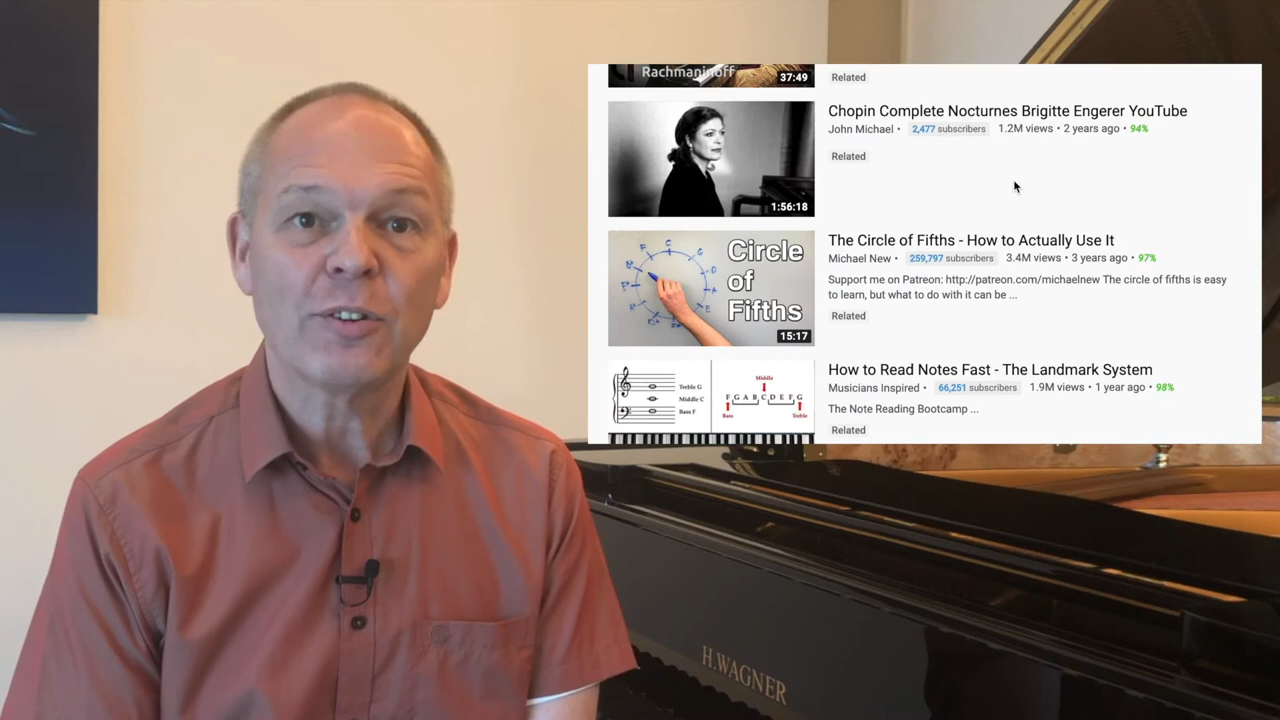 Rachmaninoff
37:49
Related
Chopin Complete Nocturnes Brigitte Engerer YouTube
John Michael • 2,477 subscribers 1.2M views • 2 years ago • 94%
Related
1:56:18
The Circle of Fifths - How to Actually Use It
Michael New • 259,797 subscribers 3.4M views • 3 years ago • 97%
Support me on Patreon: http://patreon.com/michaelnew The circle of fifths is easy
to learn, but what to do with it can be ...
Related
Circle
of
Fifths
F C G D A E
15:17
How to Read Notes Fast - The Landmark System
Musicians Inspired • 66,251 subscribers 1.9M views • 1 year ago • 98%
The Note Reading Bootcamp ...
Related
Treble G
Middle C
Bass F
Middle
F G A B C D E F G
Bass Treble
H.WAGNER